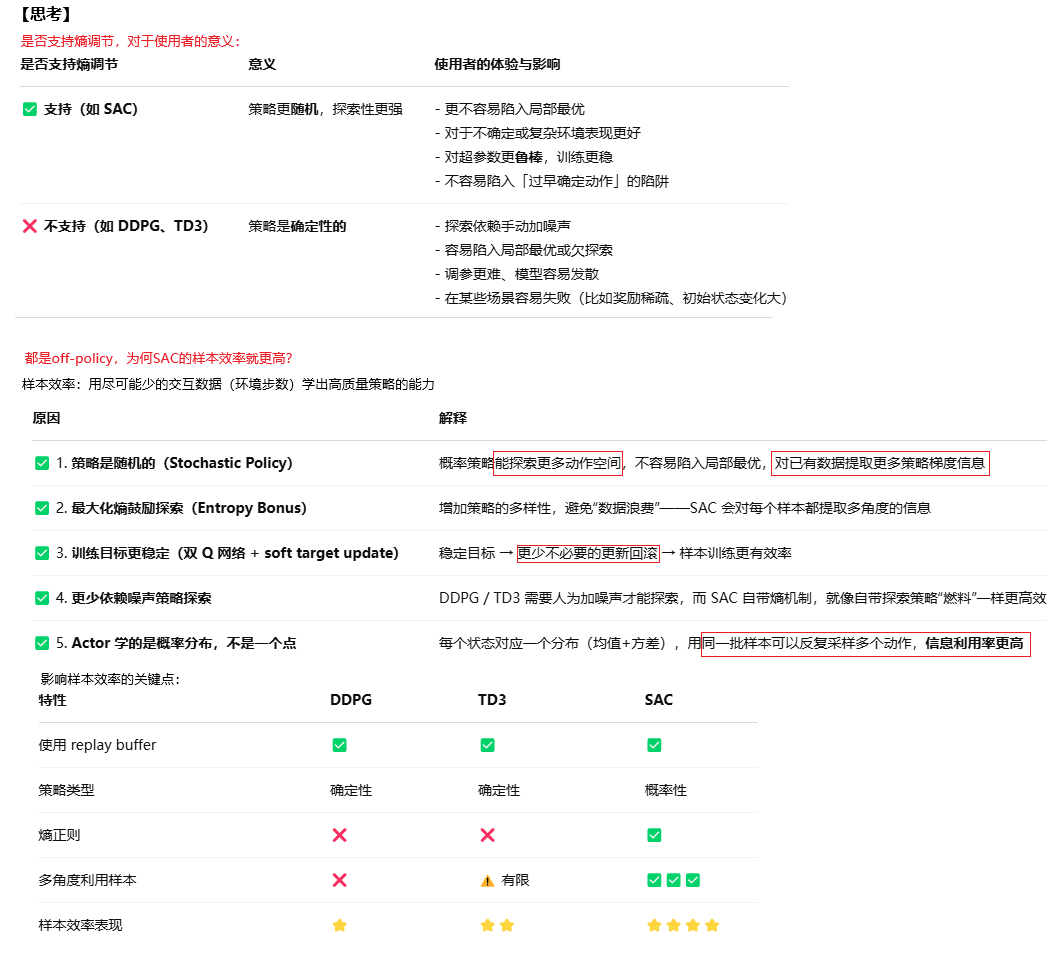 【思考】
是否支持熵调节，对于使用者的意义：
是否支持熵调节 意义 使用者的体验与影响
✅ 支持（如 SAC） 策略更随机，探索性更强 - 更不容易陷入局部最优
- 对于不确定或复杂环境表现更好
- 对超参数更鲁棒，训练更稳
- 不容易陷入「过早确定动作」的陷阱
❌ 不支持（如 DDPG、TD3） 策略是确定性的 - 探索依赖手动加噪声
- 容易陷入局部最优或欠探索
- 调参更难、模型容易发散
- 在某些场景容易失败（比如奖励稀疏、初始状态变化大）
都是off-policy，为何SAC的样本效率就更高？
样本效率：用尽可能少的交互数据（环境步数）学出高质量策略的能力
原因 解释
✅ 1. 策略是随机的（Stochastic Policy） 概率策略能探索更多动作空间，不容易陷入局部最优，对已有数据提取更多策略梯度信息
✅ 2. 最大化熵鼓励探索（Entropy Bonus） 增加策略的多样性，避免“数据浪费”——SAC 会对每个样本都提取多角度的信息
✅ 3. 训练目标更稳定（双 Q 网络 + soft target update） 稳定目标 → 更少不必要的更新回滚 → 样本训练更有效率
✅ 4. 更少依赖噪声策略探索 DDPG / TD3 需要人为加噪声才能探索，而 SAC 自带熵机制，就像自带探索策略“燃料”一样更高效
✅ 5. Actor 学的是概率分布，不是一个点 每个状态对应一个分布（均值+方差），用同一批样本可以反复采样多个动作，信息利用率更高
影响样本效率的关键点：
特性 DDPG TD3 SAC
使用 replay buffer ✅ ✅ ✅
策略类型 确定性 确定性 概率性
熵正则 ❌ ❌ ✅
多角度利用样本 ❌ ⚠️ 有限 ✅✅✅
样本效率表现 ⭐ ⭐⭐ ⭐⭐⭐⭐